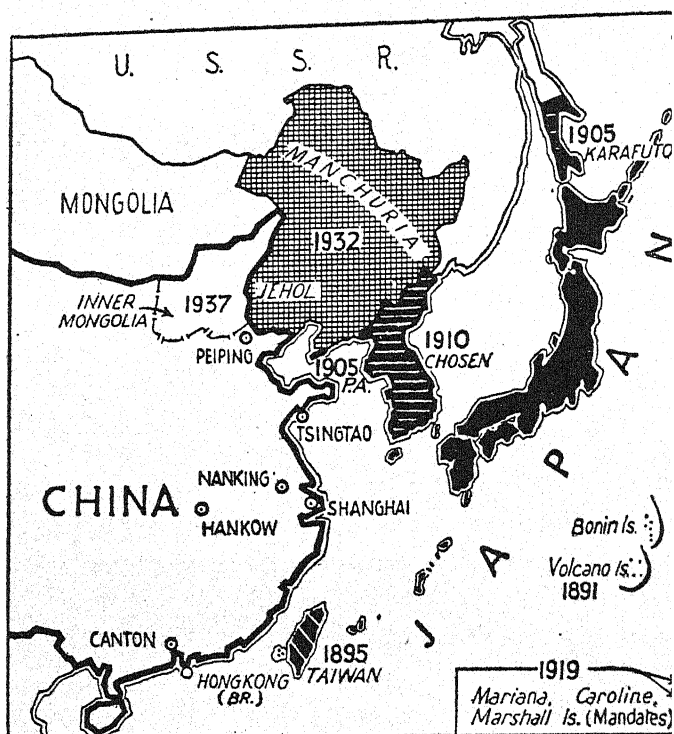 U. S. S. R.
1905
KARAFUTO
MANCHURIA
MONGOLIA
1932
JEHOL
1937
INNER
MONGOLIA
PEIPING
1905
P.A.
1910
CHOSEN
JAPAN
TSINGTAO
NANKING
CHINA
SHANGHAI
HANKOW
Bonin Is.
Volcano Is.
1891
CANTON
HONGKONG
(BR.)
1895
TAIWAN
1919
Mariana, Caroline,
Marshall Is. (Mandates)